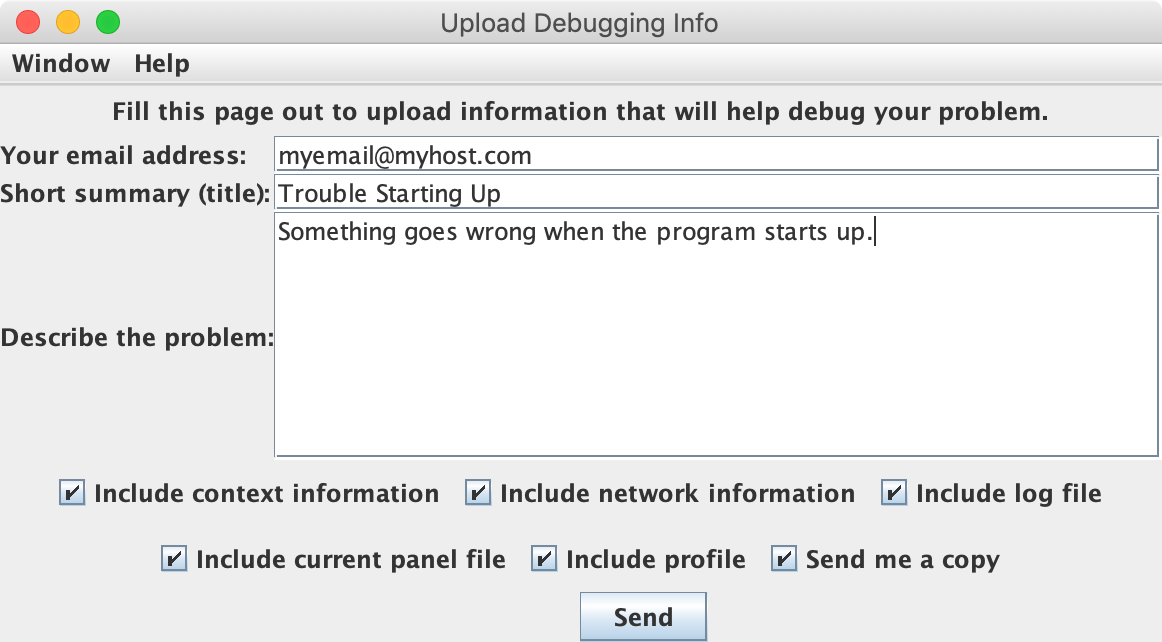 Upload Debugging Info
Window Help
Fill this page out to upload information that will help debug your problem.
Your email address: myemail@myhost.com
Short summary (title): Trouble Starting Up
Something goes wrong when the program starts up.
Describe the problem:
Include context information Include network information Include log file
Include current panel file Include profile Send me a copy
Send